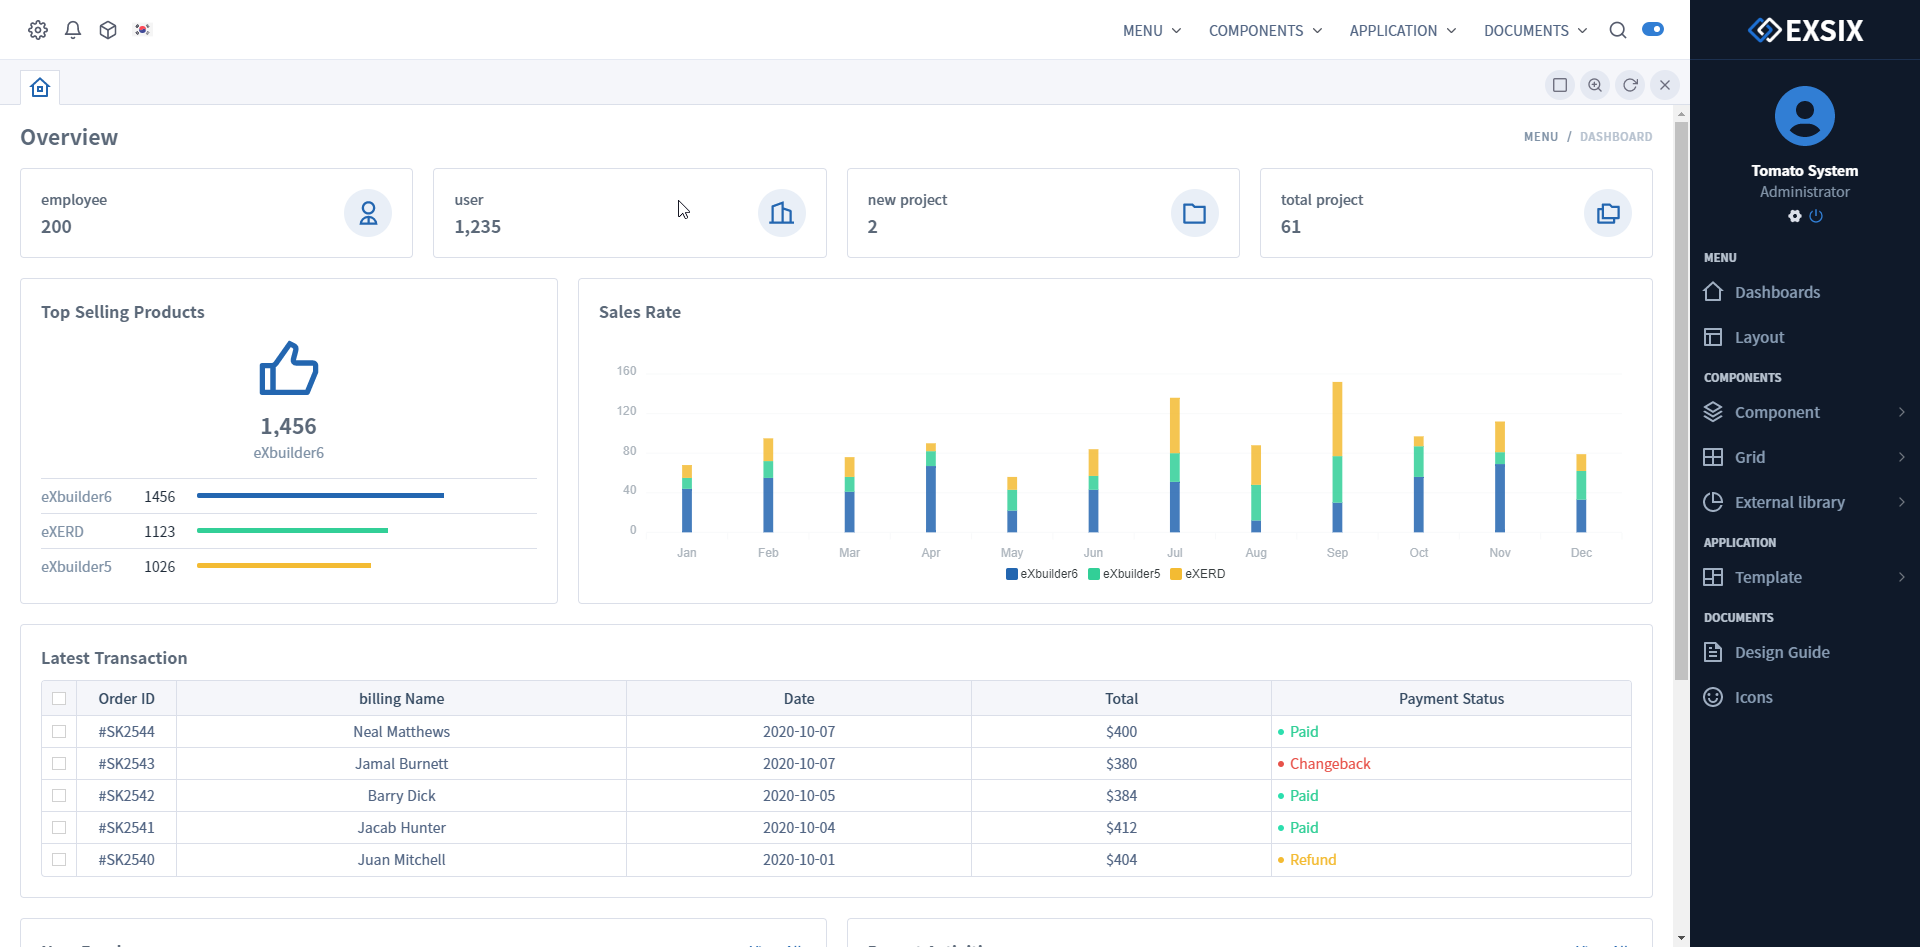 MENU COMPONENTS APPLICATION DOCUMENTS
EXSIX
Overview
MENU / DASHBOARD
employee
200
user
1,235
new project
2
total project
61
Top Selling Products
1,456
eXbuilder6
eXbuilder6 1456
eXERD 1123
eXbuilder5 1026
Sales Rate
160
120
80
40
0
Jan Feb Mar Apr May Jun Jul Aug Sep Oct Nov Dec
eXbuilder6 eXbuilder5 eXERD
Latest Transaction
Order ID billing Name Date Total Payment Status
#SK2544 Neal Matthews 2020-10-07 $400 Paid
#SK2543 Jamal Burnett 2020-10-07 $380 Changeback
#SK2542 Barry Dick 2020-10-05 $384 Paid
#SK2541 Jacab Hunter 2020-10-04 $412 Paid
#SK2540 Juan Mitchell 2020-10-01 $404 Refund
Tomato System
Administrator
MENU
Dashboards
Layout
COMPONENTS
Component
Grid
External library
APPLICATION
Template
DOCUMENTS
Design Guide
Icons